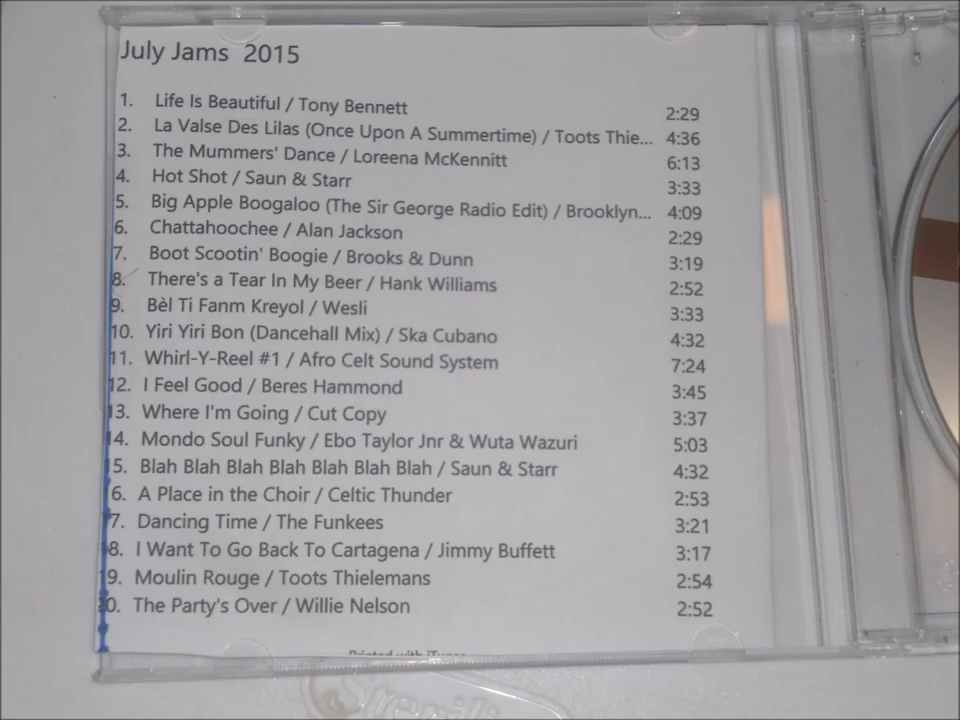 July Jams 2015
1. Life Is Beautiful / Tony Bennett 2:29
2. La Valse Des Lilas (Once Upon A Summertime) / Toots Thie... 4:36
3. The Mummers' Dance / Loreena McKennitt 6:13
4. Hot Shot / Saun & Starr 3:33
5. Big Apple Boogaloo (The Sir George Radio Edit) / Brooklyn... 4:09
6. Chattahoochee / Alan Jackson 2:29
7. Boot Scootin' Boogie / Brooks & Dunn 3:19
8. There's a Tear In My Beer / Hank Williams 2:52
9. Bèl Ti Fanm Kreyol / Wesli 3:33
10. Yiri Yiri Bon (Dancehall Mix) / Ska Cubano 4:32
11. Whirl-Y-Reel #1 / Afro Celt Sound System 7:24
12. I Feel Good / Beres Hammond 3:45
13. Where I'm Going / Cut Copy 3:37
14. Mondo Soul Funky / Ebo Taylor Jnr & Wuta Wazuri 5:03
15. Blah Blah Blah Blah Blah Blah Blah / Saun & Starr 4:32
16. A Place in the Choir / Celtic Thunder 2:53
17. Dancing Time / The Funkees 3:21
18. I Want To Go Back To Cartagena / Jimmy Buffett 3:17
19. Moulin Rouge / Toots Thielemans 2:54
20. The Party's Over / Willie Nelson 2:52
Printed with iTunes